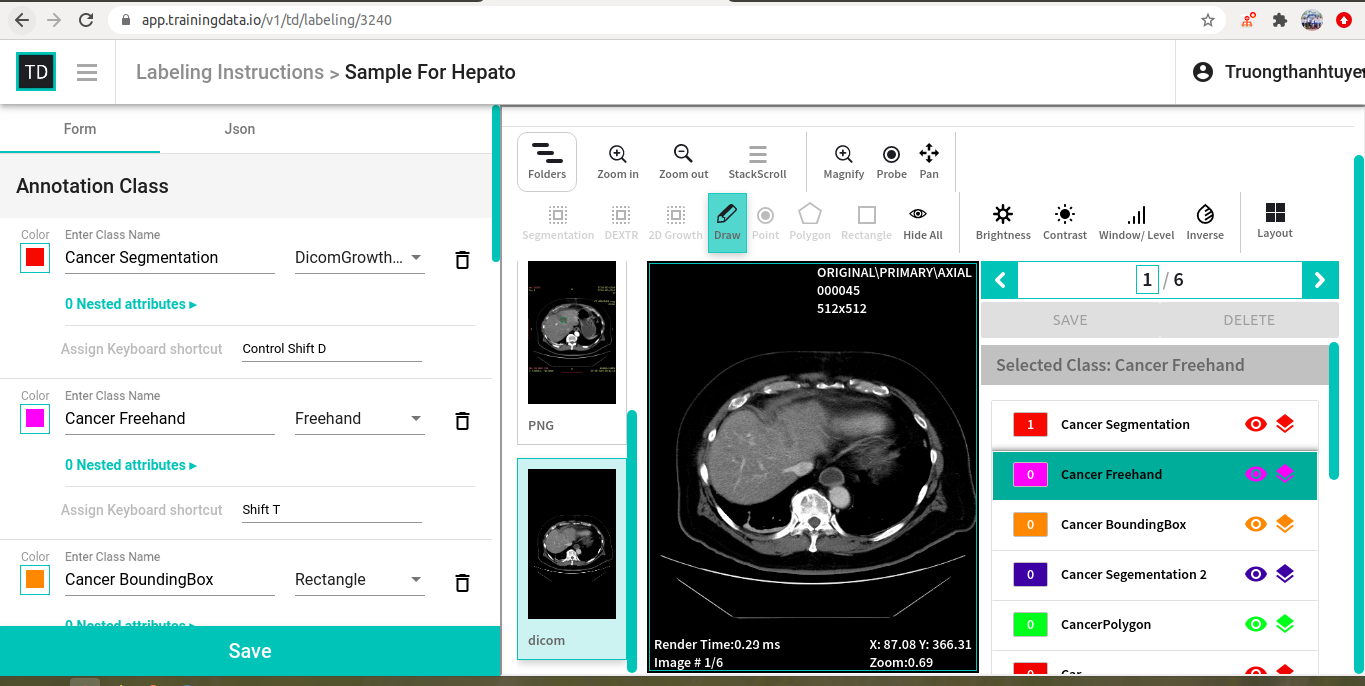 app.trainingdata.io/v1/td/labeling/3240
TD
Labeling Instructions > Sample For Hepato
Truongthanhtuye
Form
Json
Annotation Class
Color
Enter Class Name
Cancer Segmentation
DicomGrowth...
0 Nested attributes ▸
Assign Keyboard shortcut
Control Shift D
Color
Enter Class Name
Cancer Freehand
Freehand
0 Nested attributes ▸
Assign Keyboard shortcut
Shift T
Color
Enter Class Name
Cancer BoundingBox
Rectangle
0 Nested attributes ▸
Save
Folders
Zoom in
Zoom out
StackScroll
Magnify
Probe
Pan
Segmentation
DEXTR
2D Growth
Draw
Point
Polygon
Rectangle
Hide All
Brightness
Contrast
Window/ Level
Inverse
Layout
PNG
dicom
ORIGINAL\PRIMARY\AXIAL
000045
512x512
Render Time:0.29 ms
Image # 1/6
X: 87.08 Y: 366.31
Zoom:0.69
1 / 6
SAVE
DELETE
Selected Class: Cancer Freehand
1 Cancer Segmentation
0 Cancer Freehand
0 Cancer BoundingBox
0 Cancer Segementation 2
0 CancerPolygon
Car